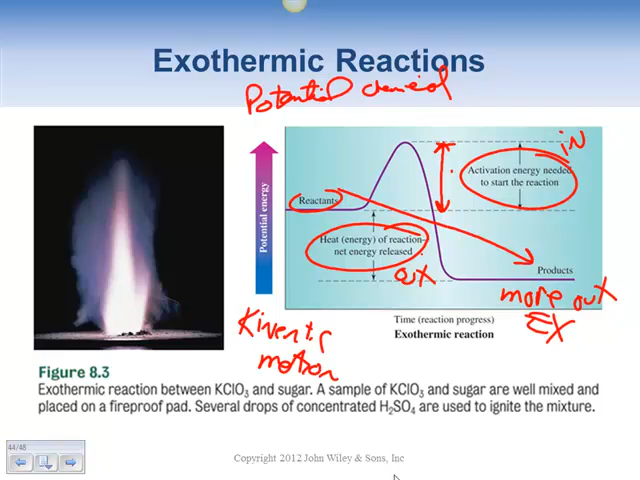 Exothermic Reactions
Potential chemical
in
Activation energy needed
to start the reaction
Reactants
Potential energy
Heat (energy) of reaction
net energy released
out
Products
more out
EX
Kinetic
motion
Time (reaction progress)
Exothermic reaction
Figure 8.3
Exothermic reaction between KClO₃ and sugar. A sample of KClO₃ and sugar are well mixed and
placed on a fireproof pad. Several drops of concentrated H₂SO₄ are used to ignite the mixture.
44/48
Copyright 2012 John Wiley & Sons, Inc